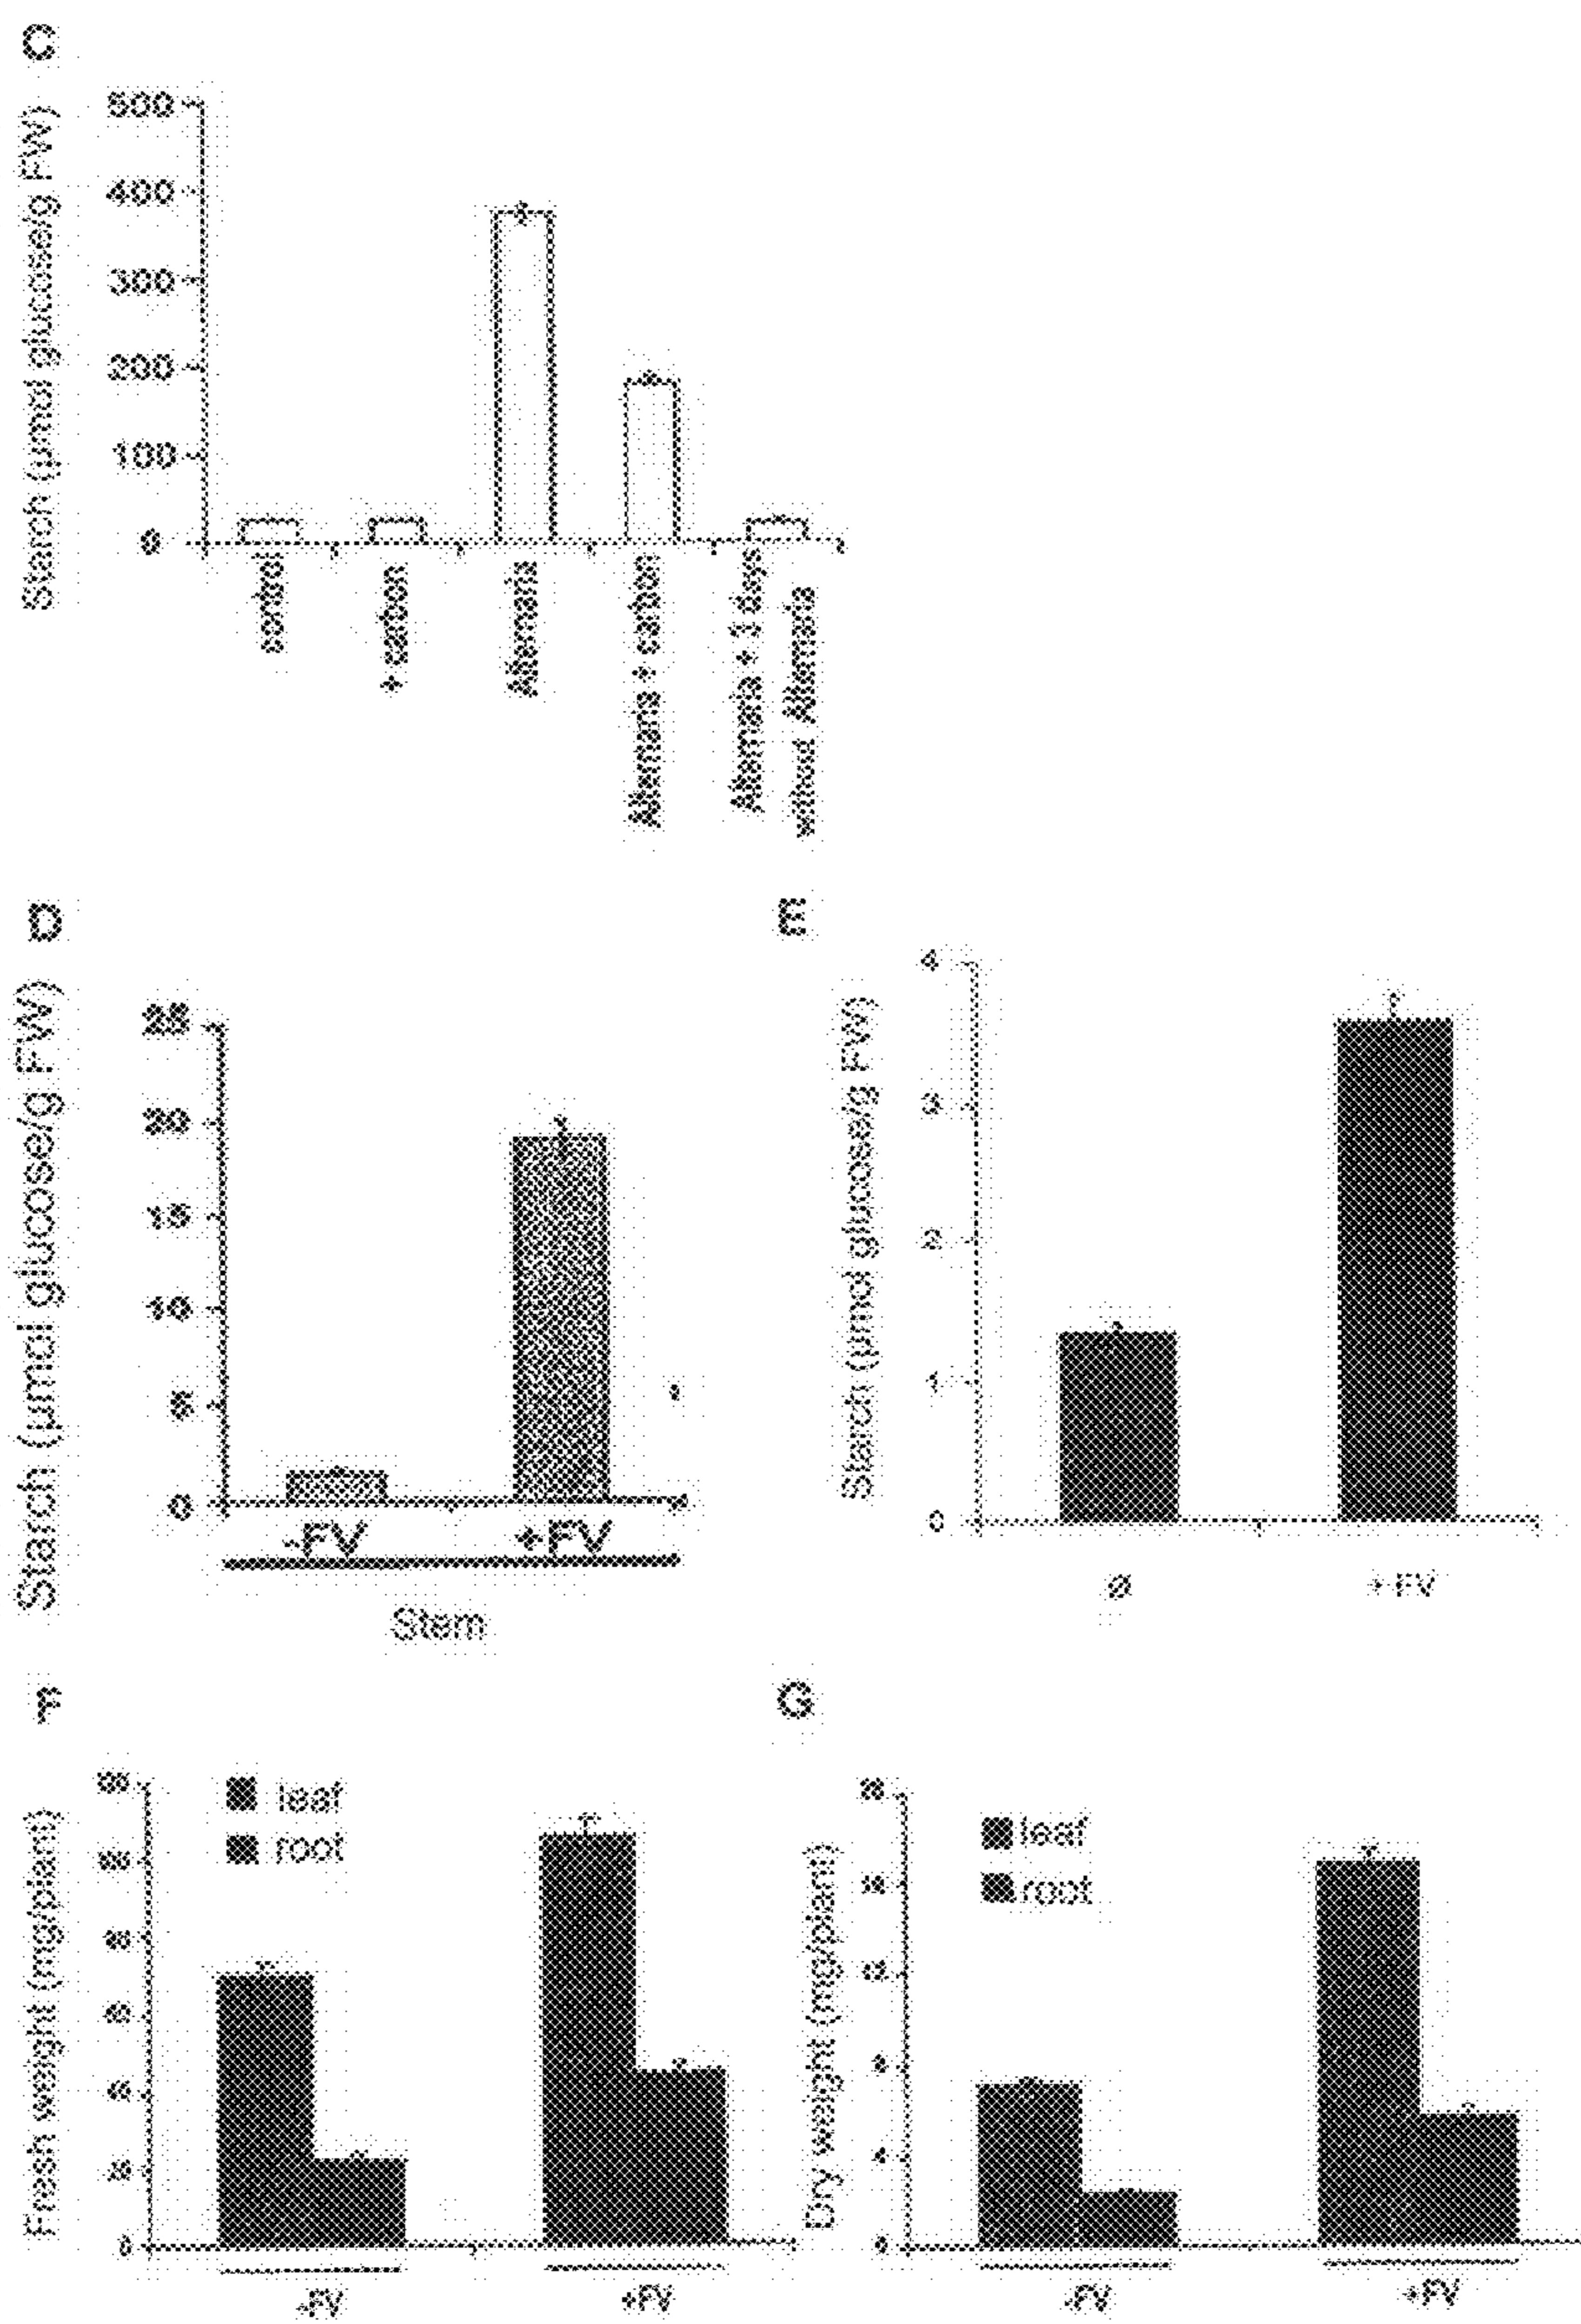 C
Starch (µmol glucose/g FW)
500
400
300
200
100
0
control
+ carbon
Alternaria
Alternaria + carbon
Alternaria + 3 days
without Alternaria
D
Starch (µmol glucose/g FW)
25
20
15
10
5
0
-FV
+FV
Stem
E
Starch (µmol glucose/g FW)
4
3
2
1
0
Ø
+FV
F
Fresh weight (mg/plant)
leaf
root
0
-FV
+FV
G
Dry weight (mg/plant)
leaf
root
4
0
-FV
+FV